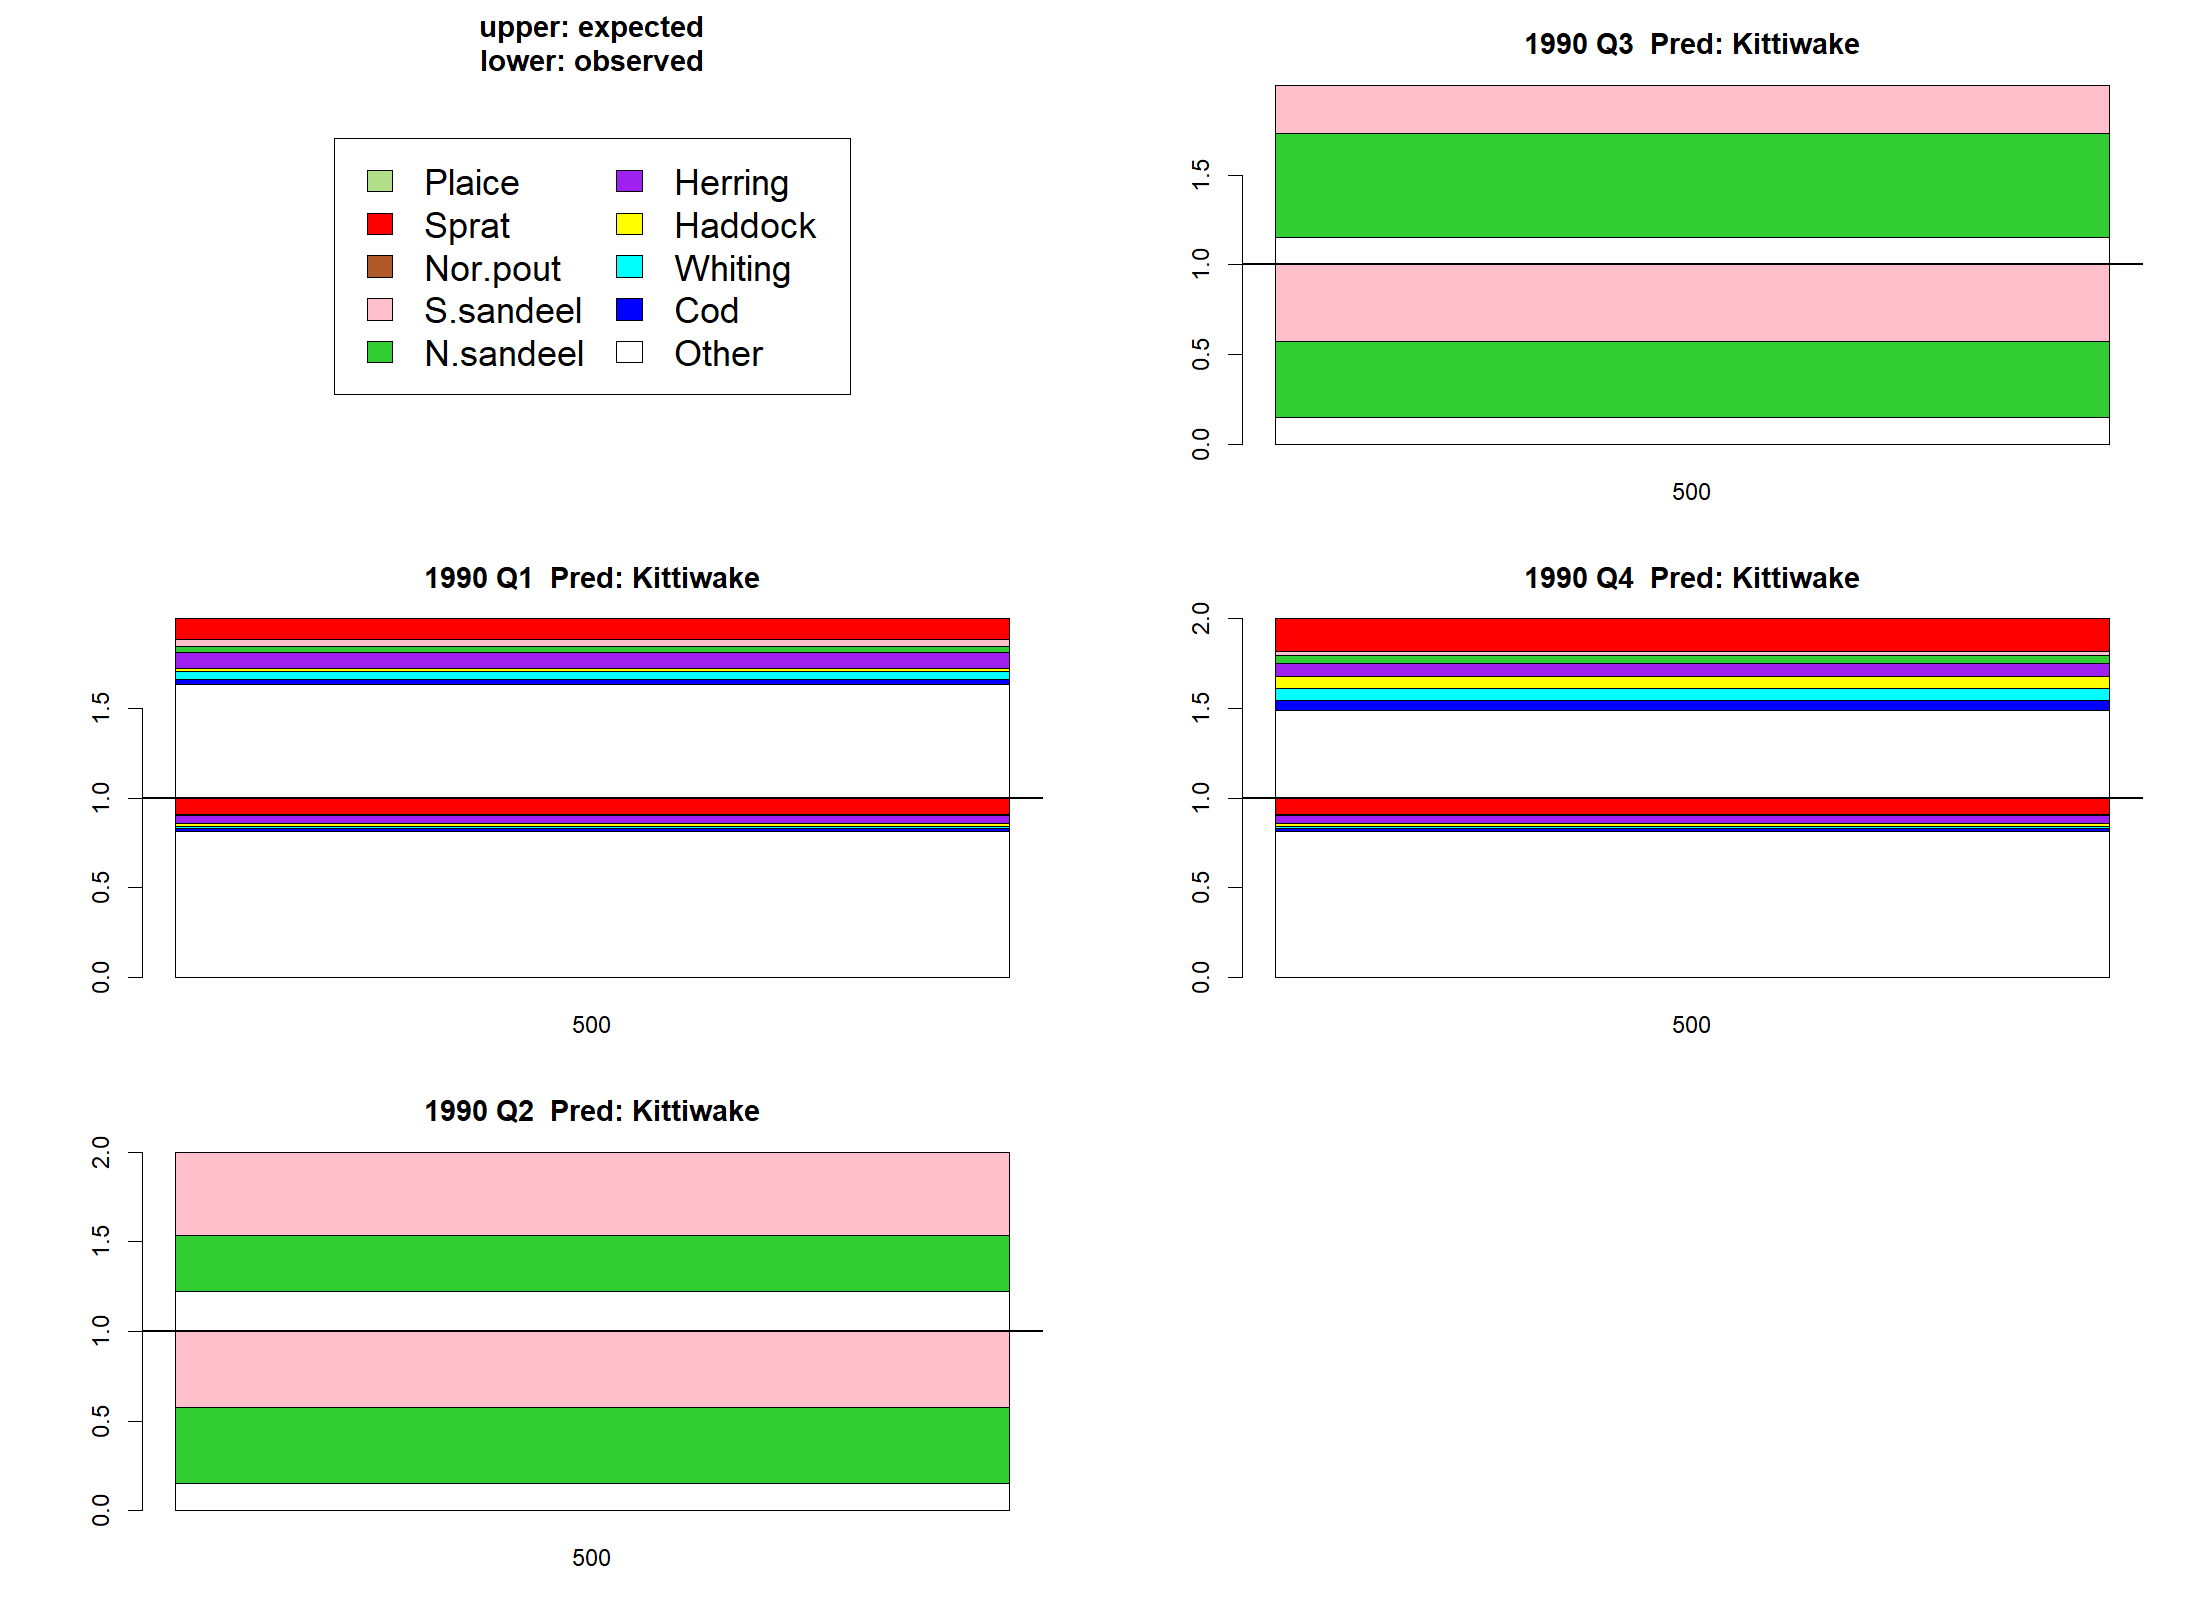 upper: expected
lower: observed
Plaice
Sprat
Nor.pout
S.sandeel
N.sandeel
Herring
Haddock
Whiting
Cod
Other
1990 Q3  Pred: Kittiwake
1.5
1.0
0.5
0.0
500
1990 Q1  Pred: Kittiwake
1.5
1.0
0.5
0.0
500
1990 Q4  Pred: Kittiwake
2.0
1.5
1.0
0.5
0.0
500
1990 Q2  Pred: Kittiwake
2.0
1.5
1.0
0.5
0.0
500